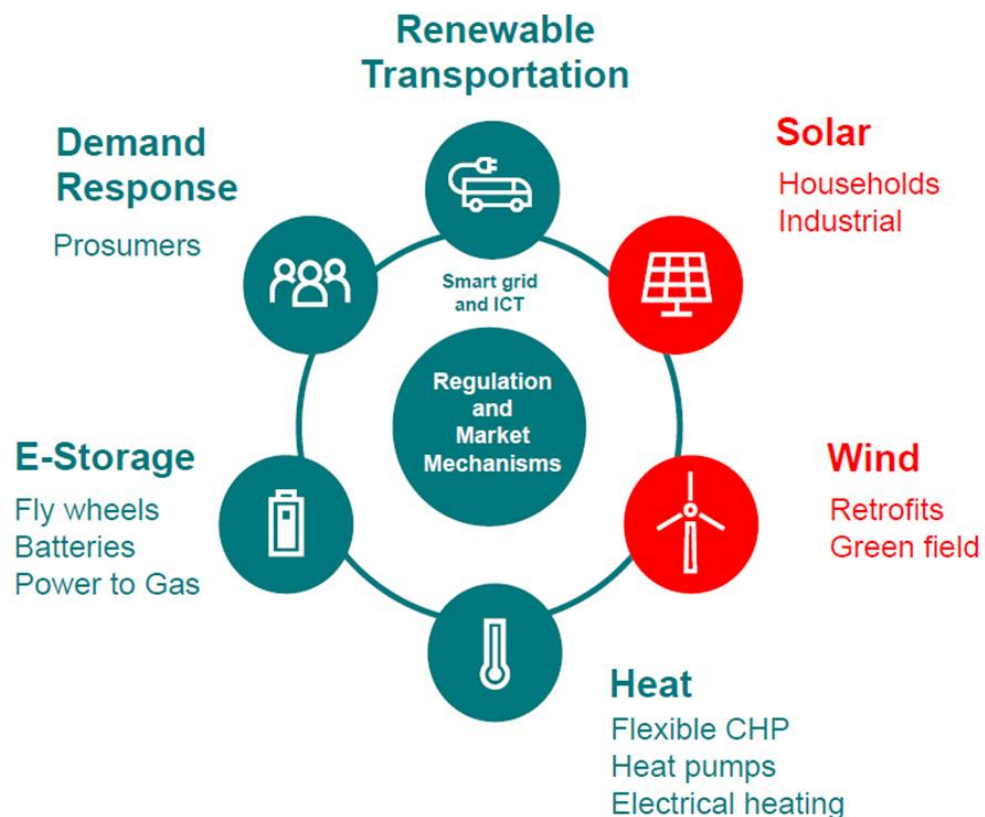 Renewable
Transportation
Demand
Response
Prosumers
Solar
Households
Industrial
Smart grid
and ICT
Regulation
and
Market
Mechanisms
E-Storage
Fly wheels
Batteries
Power to Gas
Wind
Retrofits
Green field
Heat
Flexible CHP
Heat pumps
Electrical heating